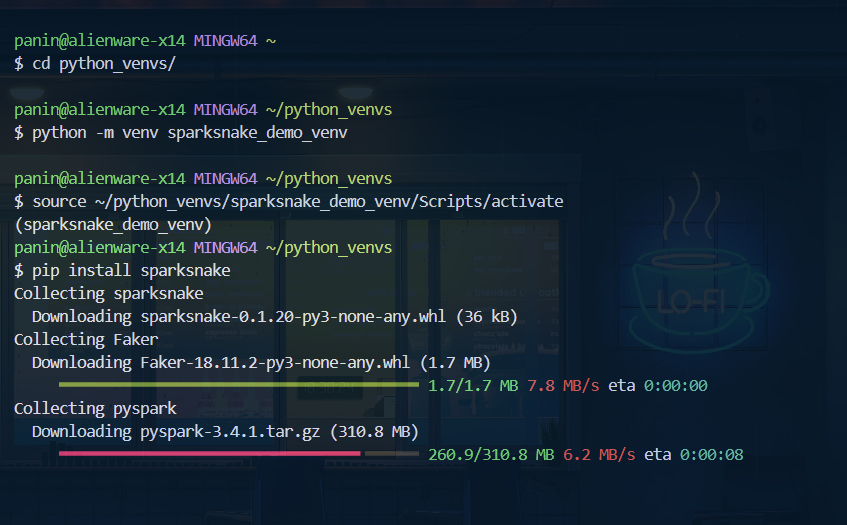 panin@alienware-x14 MINGW64 ~
$ cd python_venvs/
panin@alienware-x14 MINGW64 ~/python_venvs
$ python -m venv sparksnake_demo_venv
panin@alienware-x14 MINGW64 ~/python_venvs
$ source ~/python_venvs/sparksnake_demo_venv/Scripts/activate
(sparksnake_demo_venv)
panin@alienware-x14 MINGW64 ~/python_venvs
$ pip install sparksnake
Collecting sparksnake
Downloading sparksnake-0.1.20-py3-none-any.whl (36 kB)
Collecting Faker
Downloading Faker-18.11.2-py3-none-any.whl (1.7 MB)
1.7/1.7 MB 7.8 MB/s eta 0:00:00
Collecting pyspark
Downloading pyspark-3.4.1.tar.gz (310.8 MB)
260.9/310.8 MB 6.2 MB/s eta 0:00:08
LO-FI